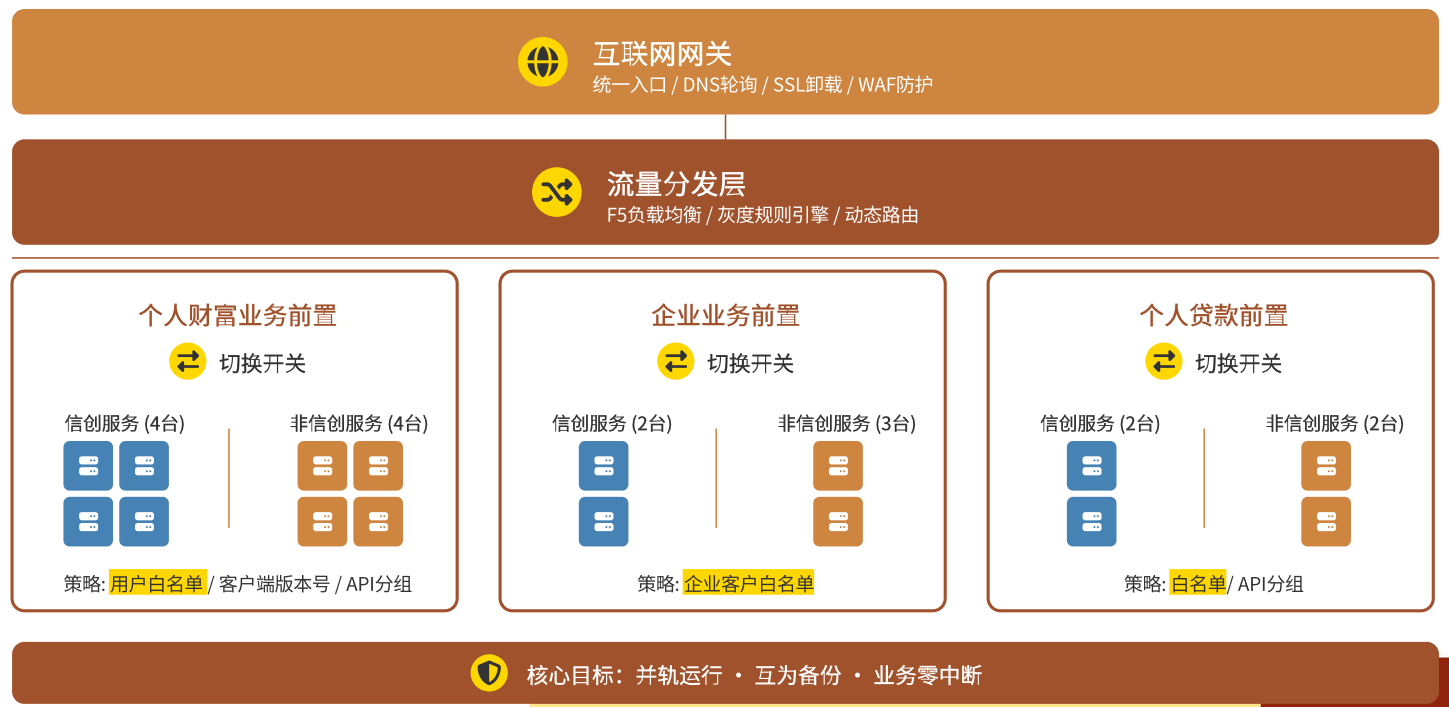 互联网网关
统一入口 / DNS轮询 / SSL卸载 / WAF防护
流量分发层
F5负载均衡 / 灰度规则引擎 / 动态路由
个人财富业务前置
切换开关
信创服务 (4台)
非信创服务 (4台)
策略: 用户白名单 / 客户端版本号 / API分组
企业业务前置
切换开关
信创服务 (2台)
非信创服务 (3台)
策略: 企业客户白名单
个人贷款前置
切换开关
信创服务 (2台)
非信创服务 (2台)
策略: 白名单/ API分组
核心目标：并轨运行 • 互为备份 • 业务零中断